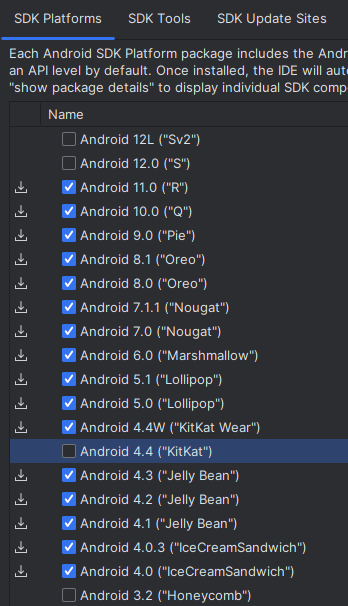 SDK Platforms SDK Tools SDK Update Sites
Each Android SDK Platform package includes the Andr
an API level by default. Once installed, the IDE will auto
"show package details" to display individual SDK comp
Name
Android 12L ("Sv2")
Android 12.0 ("S")
Android 11.0 ("R")
Android 10.0 ("Q")
Android 9.0 ("Pie")
Android 8.1 ("Oreo")
Android 8.0 ("Oreo")
Android 7.1.1 ("Nougat")
Android 7.0 ("Nougat")
Android 6.0 ("Marshmallow")
Android 5.1 ("Lollipop")
Android 5.0 ("Lollipop")
Android 4.4W ("KitKat Wear")
Android 4.4 ("KitKat")
Android 4.3 ("Jelly Bean")
Android 4.2 ("Jelly Bean")
Android 4.1 ("Jelly Bean")
Android 4.0.3 ("IceCreamSandwich")
Android 4.0 ("IceCreamSandwich")
Android 3.2 ("Honeycomb")